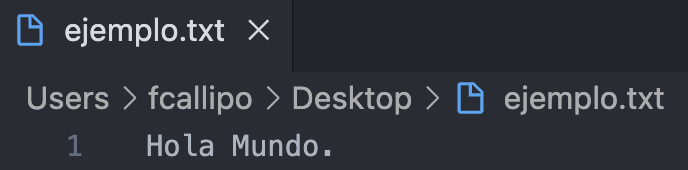 ejemplo.txt
Users > fcallipo > Desktop > ejemplo.txt
1 Hola Mundo.